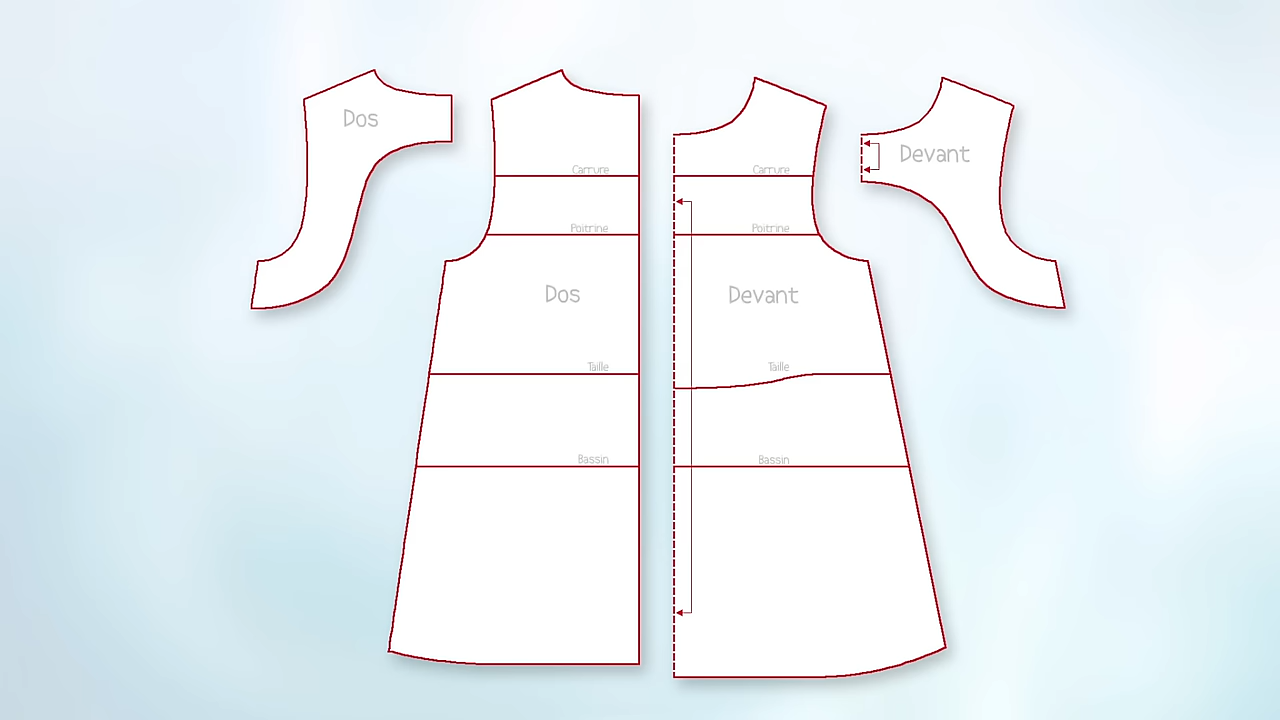 Dos
Carrure
Poitrine
Dos
Taille
Bassin
Carrure
Poitrine
Devant
Taille
Bassin
Devant